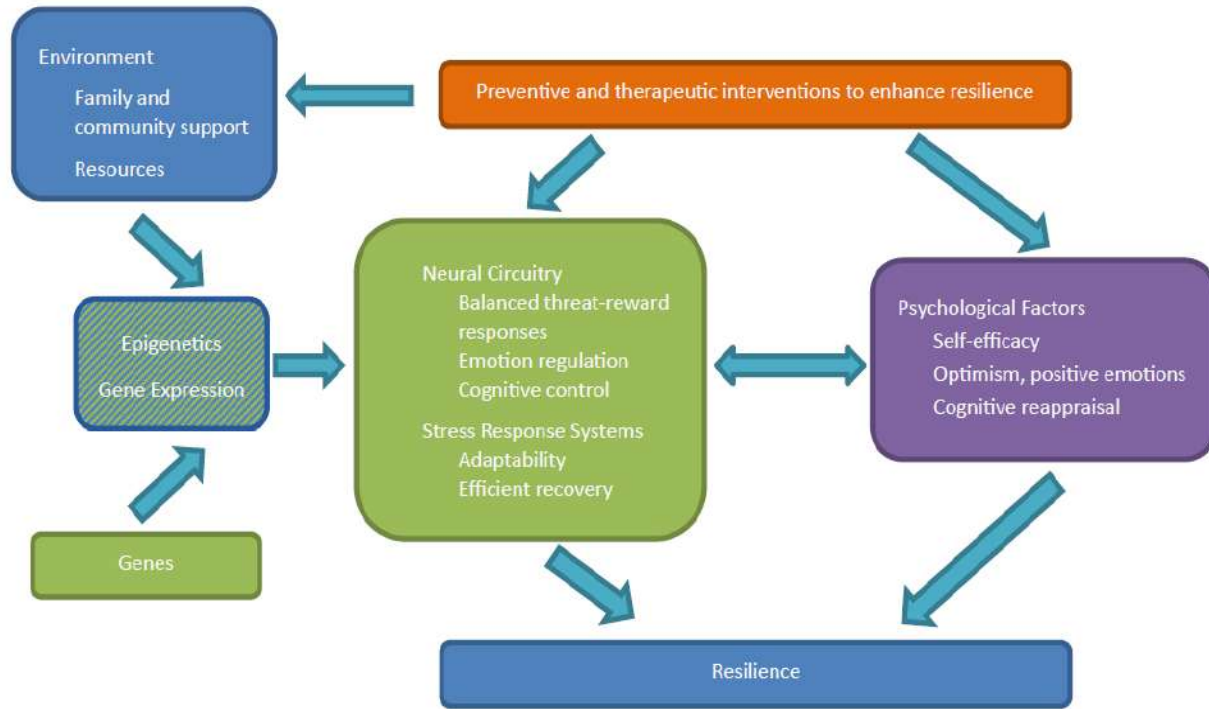 Environment
Family and
community support
Resources
Preventive and therapeutic interventions to enhance resilience
Epigenetics
Gene Expression
Genes
Neural Circuitry
Balanced threat-reward
responses
Emotion regulation
Cognitive control
Stress Response Systems
Adaptability
Efficient recovery
Psychological Factors
Self-efficacy
Optimism, positive emotions
Cognitive reappraisal
Resilience